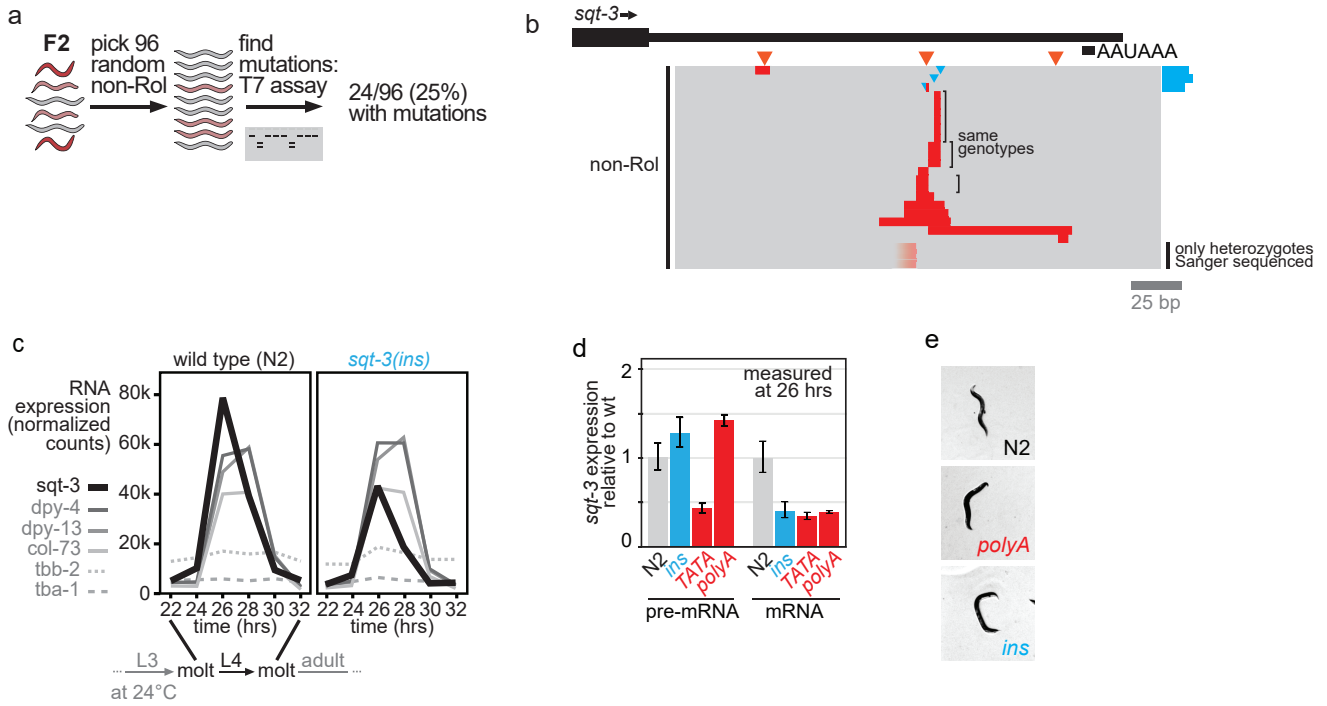 a
F2
pick 96
random
non-Rol
find
mutations:
T7 assay
24/96 (25%)
with mutations
b
sqt-3
AAUAAA
non-Rol
same
genotypes
only heterozygotes
Sanger sequenced
25 bp
c
wild type (N2)
sqt-3(ins)
RNA
expression
(normalized
counts)
80k
60k
40k
20k
0
sqt-3
dpy-4
dpy-13
col-73
tbb-2
tba-1
22 24 26 28 30 32
22 24 26 28 30 32
time (hrs)
time (hrs)
... L3 molt L4 molt adult ...
at 24°C
d
measured
at 26 hrs
sqt-3 expression
relative to wt
2
1
0
N2 ins TATA polyA
N2 ins TATA polyA
pre-mRNA
mRNA
e
N2
polyA
ins